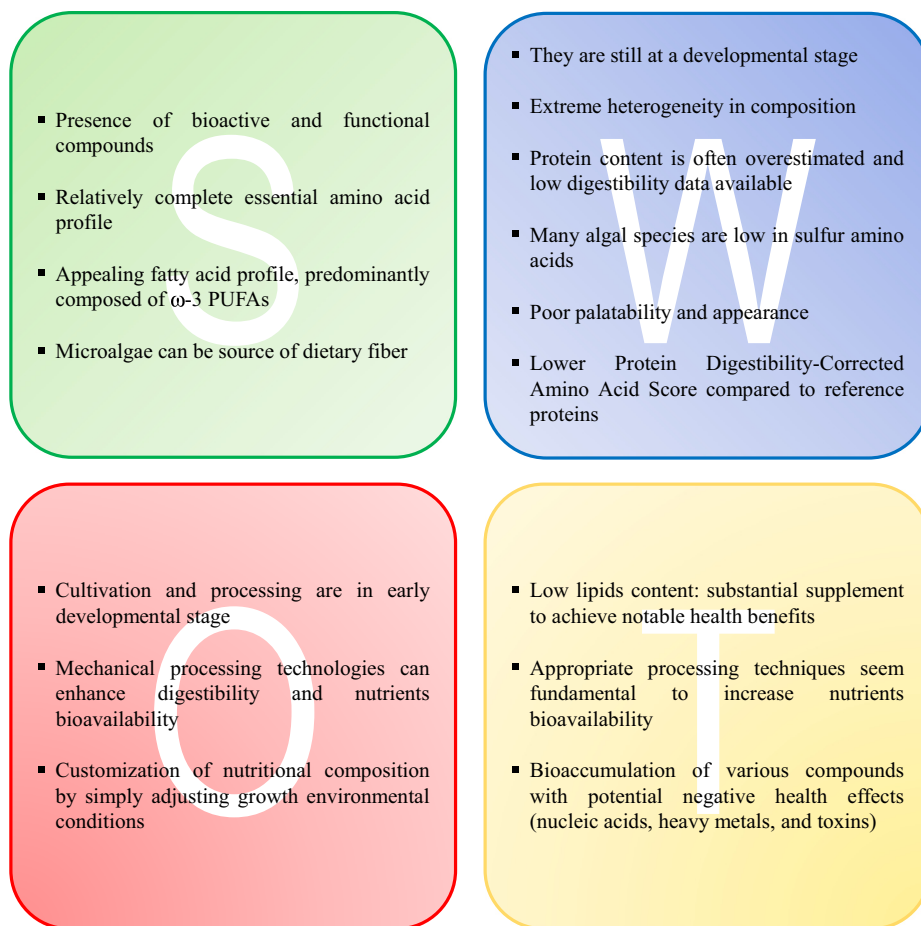 S
▪ Presence of bioactive and functional
compounds
▪ Relatively complete essential amino acid
profile
▪ Appealing fatty acid profile, predominantly
composed of ω-3 PUFAs
▪ Microalgae can be source of dietary fiber
W
▪ They are still at a developmental stage
▪ Extreme heterogeneity in composition
▪ Protein content is often overestimated and
low digestibility data available
▪ Many algal species are low in sulfur amino
acids
▪ Poor palatability and appearance
▪ Lower Protein Digestibility-Corrected
Amino Acid Score compared to reference
proteins
O
▪ Cultivation and processing are in early
developmental stage
▪ Mechanical processing technologies can
enhance digestibility and nutrients
bioavailability
▪ Customization of nutritional composition
by simply adjusting growth environmental
conditions
T
▪ Low lipids content: substantial supplement
to achieve notable health benefits
▪ Appropriate processing techniques seem
fundamental to increase nutrients
bioavailability
▪ Bioaccumulation of various compounds
with potential negative health effects
(nucleic acids, heavy metals, and toxins)